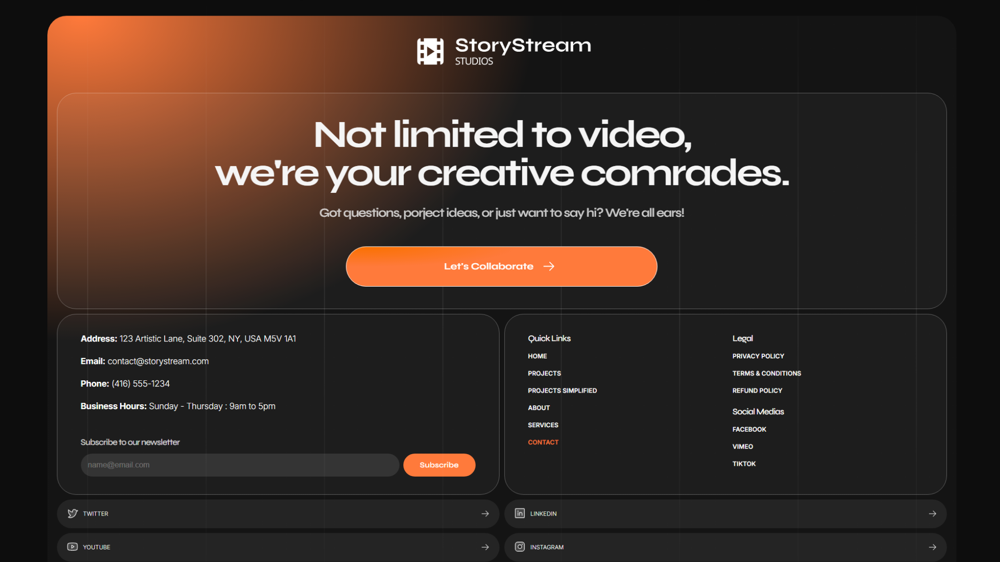 StoryStream
STUDIOS
Not limited to video,
we're your creative comrades.
Got questions, porject ideas, or just want to say hi? We're all ears!
Let's Collaborate
Address: 123 Artistic Lane, Suite 302, NY, USA M5V 1A1
Email: contact@storystream.com
Phone: (416) 555-1234
Business Hours: Sunday - Thursday : 9am to 5pm
Subscribe to our newsletter
name@email.com
Subscribe
Quick Links
HOME
PROJECTS
PROJECTS SIMPLIFIED
ABOUT
SERVICES
CONTACT
Legal
PRIVACY POLICY
TERMS & CONDITIONS
REFUND POLICY
Social Medias
FACEBOOK
VIMEO
TIKTOK
TWITTER
LINKEDIN
YOUTUBE
INSTAGRAM